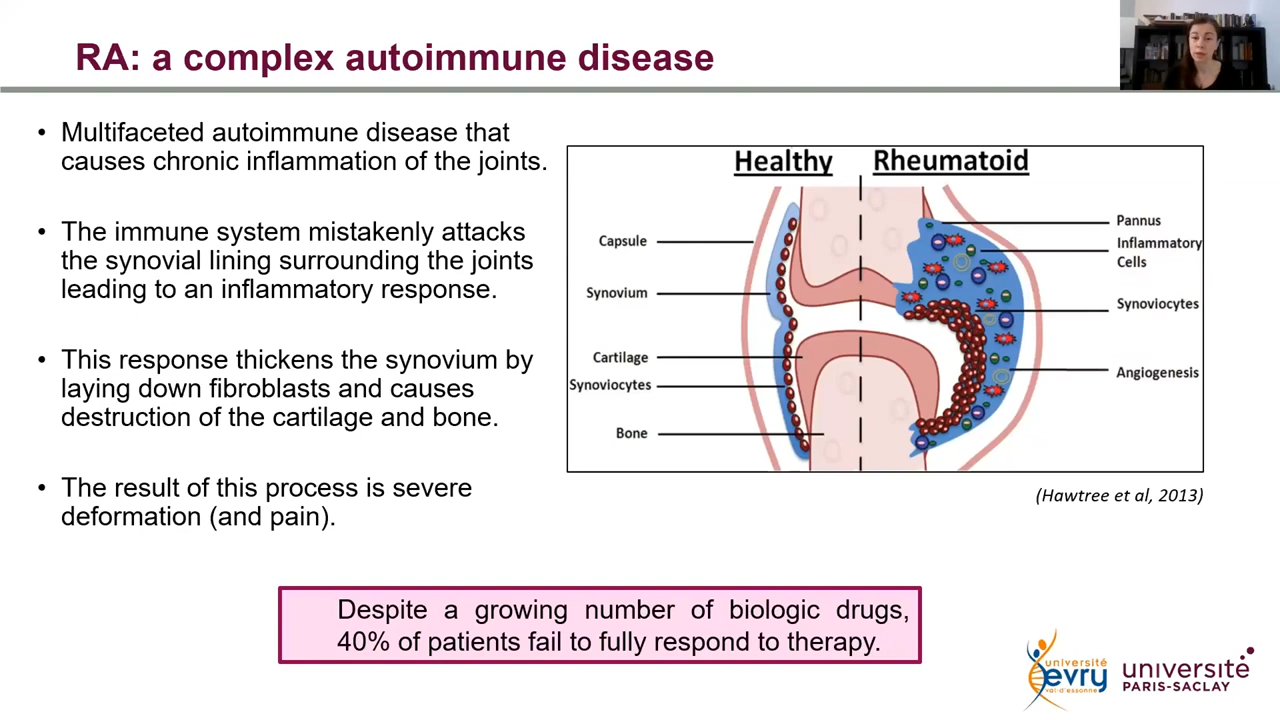 RA: a complex autoimmune disease
• Multifaceted autoimmune disease that
causes chronic inflammation of the joints.
• The immune system mistakenly attacks
the synovial lining surrounding the joints
leading to an inflammatory response.
• This response thickens the synovium by
laying down fibroblasts and causes
destruction of the cartilage and bone.
• The result of this process is severe
deformation (and pain).
Healthy
Rheumatoid
Capsule
Synovium
Cartilage
Synoviocytes
Bone
Pannus
Inflammatory
Cells
Synoviocytes
Angiogenesis
(Hawtree et al, 2013)
Despite a growing number of biologic drugs,
40% of patients fail to fully respond to therapy.
université
evry
val-d'essonne
université
PARIS-SACLAY